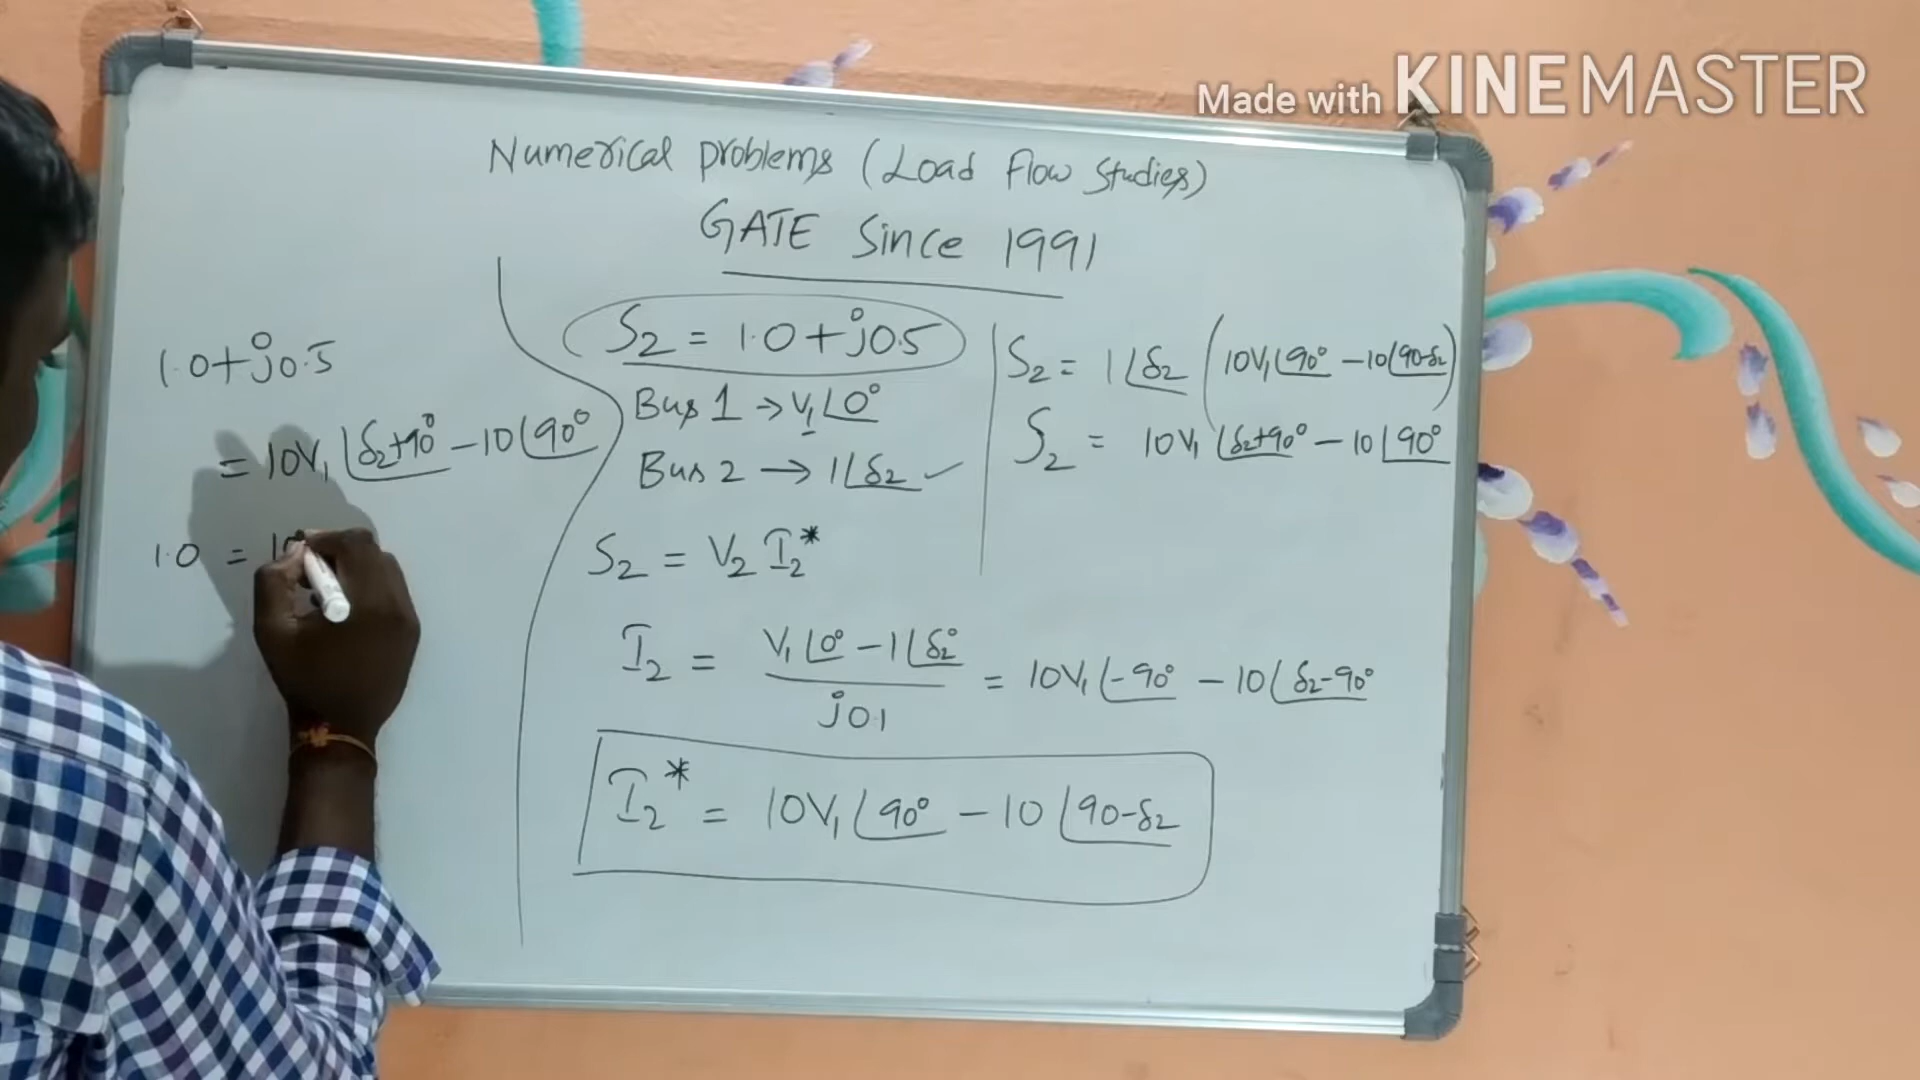 Made with KINEMASTER
Numerical Problems (Load Flow Studies)
GATE Since 1991
1.0+j0.5
= 10V₁∠δ₂+90° - 10∠90°
1.0 = 10
S₂ = 1.0+j0.5
Bus 1 → V₁∠0°
Bus 2 → 1∠δ₂ ✓
S₂ = V₂ I₂*
I₂ = (V₁∠0° - 1∠δ₂°) / j0.1 = 10V₁∠-90° - 10∠δ₂-90°
I₂* = 10V₁∠90° - 10∠90-δ₂
S₂ = 1∠δ₂ (10V₁∠90° - 10∠90-δ₂)
S₂ = 10V₁∠δ₂+90° - 10∠90°